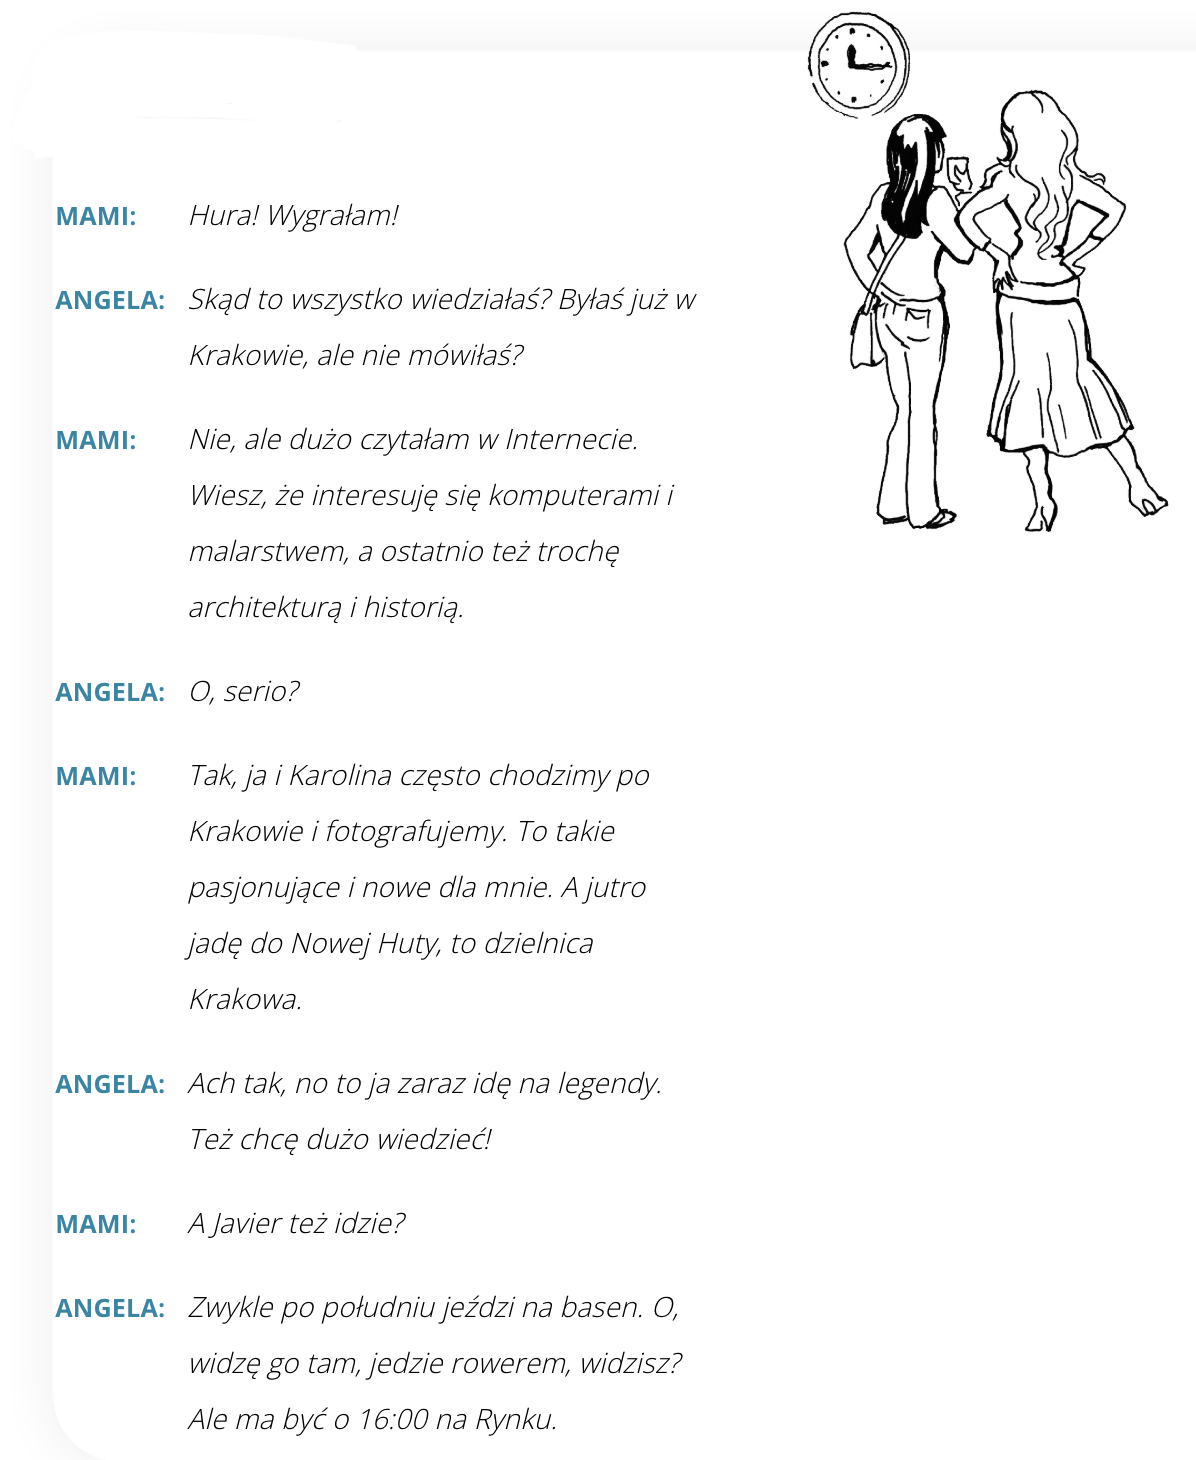 MAMI: Hura! Wygrałam!
ANGELA: Skąd to wszystko wiedziałaś? Byłaś już w
Krakowie, ale nie mówiłaś?
MAMI: Nie, ale dużo czytałam w Internecie.
Wiesz, że interesuję się komputerami i
malarstwem, a ostatnio też trochę
architekturą i historią.
ANGELA: O, serio?
MAMI: Tak, ja i Karolina często chodzimy po
Krakowie i fotografujemy. To takie
pasjonujące i nowe dla mnie. A jutro
jadę do Nowej Huty, to dzielnica
Krakowa.
ANGELA: Ach tak, no to ja zaraz idę na legendy.
Też chcę dużo wiedzieć!
MAMI: A Javier też idzie?
ANGELA: Zwykle po południu jeździ na basen. O,
widzę go tam, jedzie rowerem, widzisz?
Ale ma być o 16:00 na Rynku.